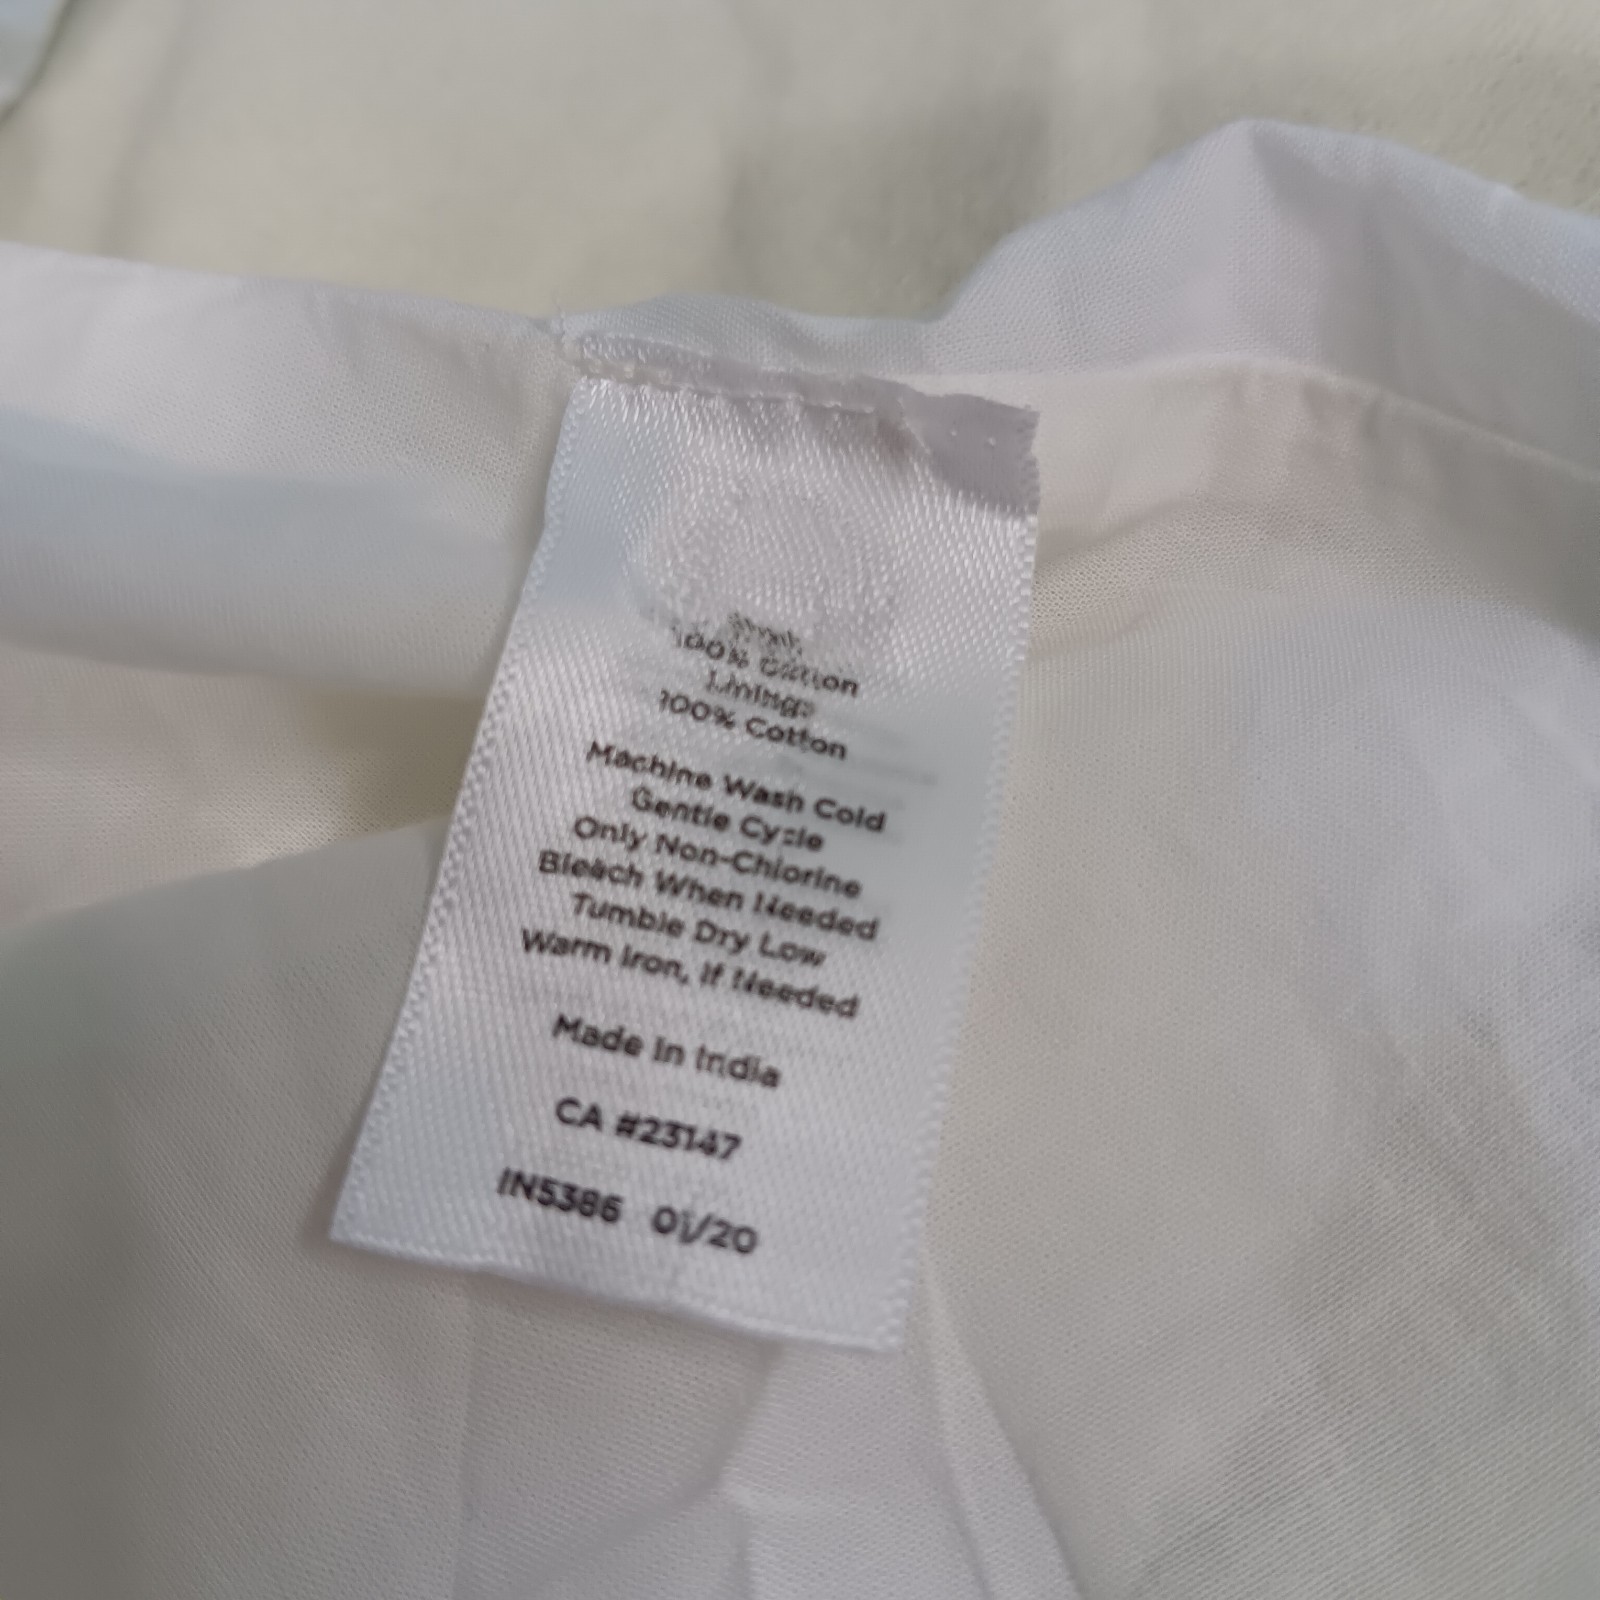 100% Cotton
Lining:
100% Cotton
Machine Wash Cold
Gentle Cycle
Only Non-Chlorine
Bleach When Needed
Tumble Dry Low
Warm Iron, If Needed
Made In India
CA #23147
IN5386 01/20